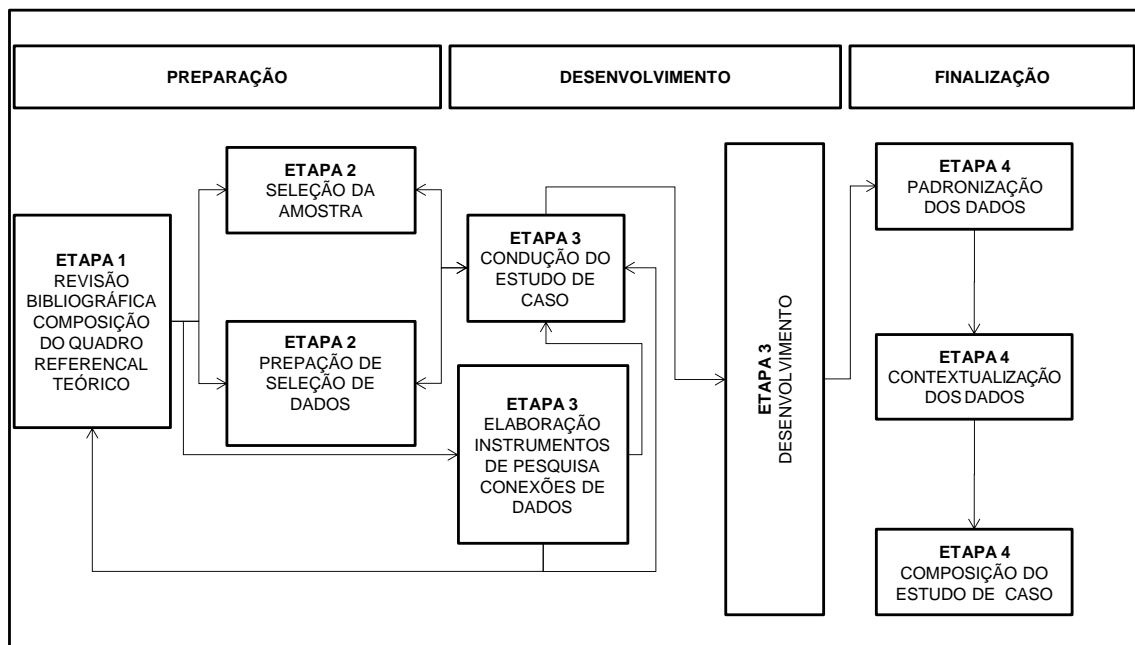 PREPARAÇÃO
DESENVOLVIMENTO
FINALIZAÇÃO
ETAPA 1
REVISÃO
BIBLIOGRÁFICA
COMPOSIÇÃO
DO QUADRO
REFERENCAL
TEÓRICO
ETAPA 2
SELEÇÃO DA
AMOSTRA
ETAPA 2
PREPAÇÃO DE
SELEÇÃO DE
DADOS
ETAPA 3
CONDUÇÃO DO
ESTUDO DE
CASO
ETAPA 3
ELABORAÇÃO
INSTRUMENTOS
DE PESQUISA
CONEXÕES DE
DADOS
ETAPA 3
DESENVOLVIMENTO
ETAPA 4
PADRONIZAÇÃO
DOS DADOS
ETAPA 4
CONTEXTUALIZAÇÃO
DOS DADOS
ETAPA 4
COMPOSIÇÃO DO
ESTUDO DE CASO